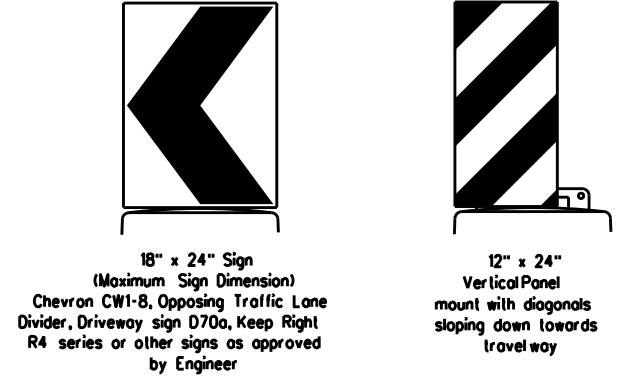 18" x 24" Sign
(Maximum Sign Dimension)
Chevron CW1-8, Opposing Traffic Lane
Divider, Driveway sign D70a, Keep Right
R4 series or other signs as approved
by Engineer
12" x 24"
Vertical Panel
mount with diagonals
sloping down towards
travel way